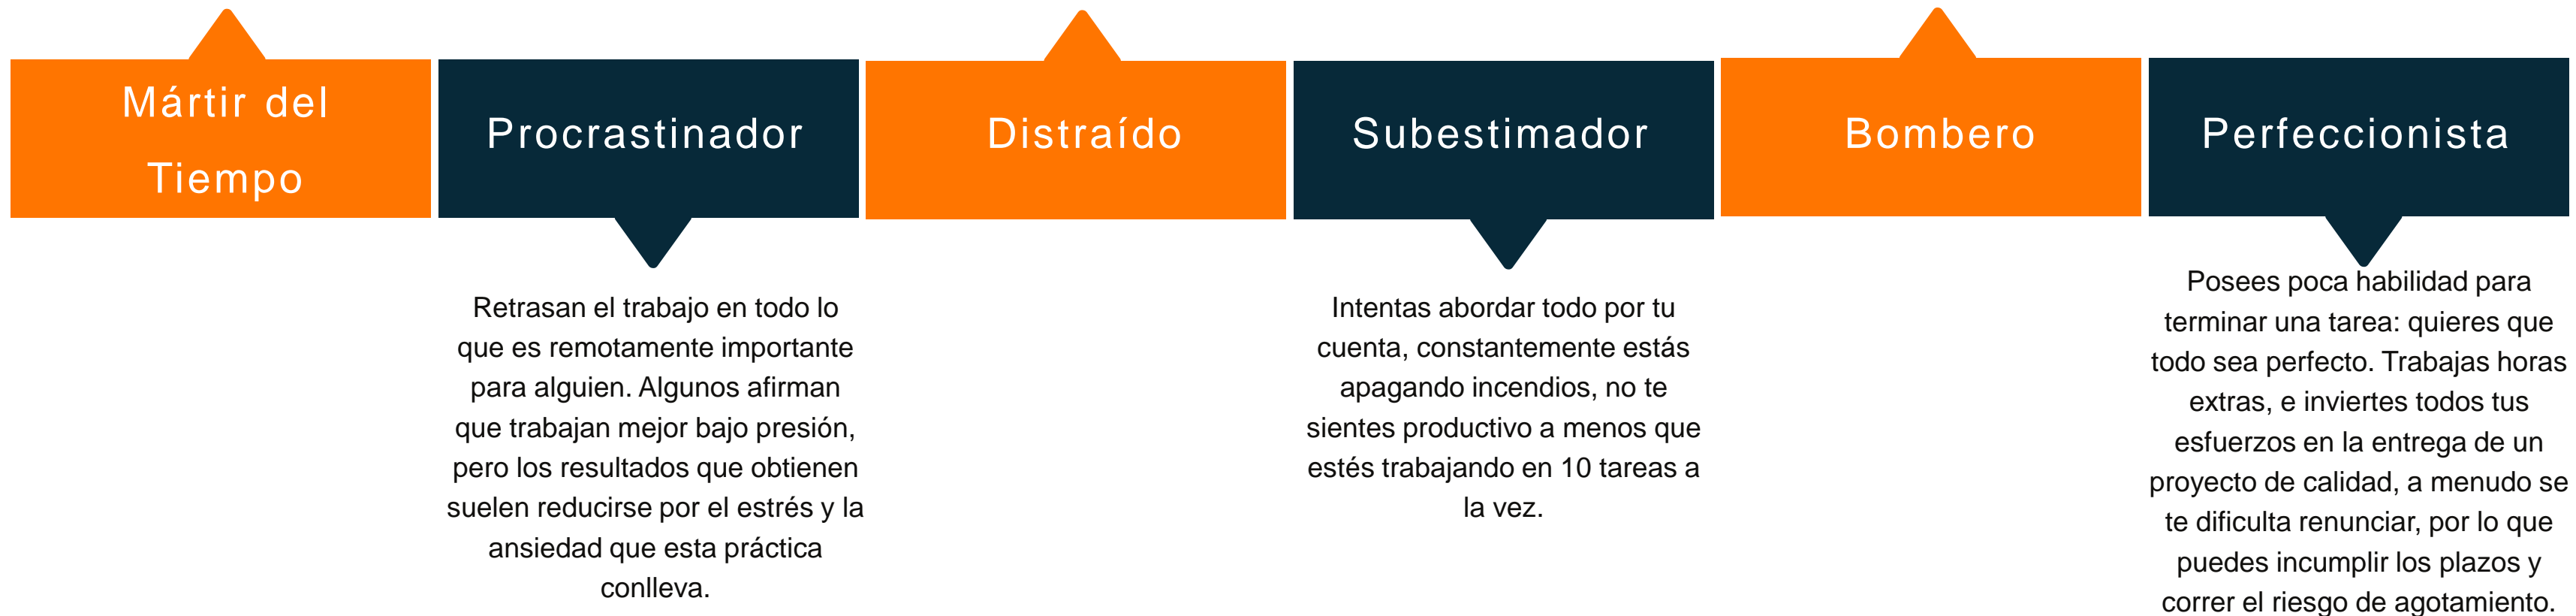 Mártir del
Tiempo
Procrastinador
Distraído
Subestimador
Bombero
Perfeccionista
Retrasan el trabajo en todo lo
que es remotamente importante
para alguien. Algunos afirman
que trabajan mejor bajo presión,
pero los resultados que obtienen
suelen reducirse por el estrés y la
ansiedad que esta práctica
conlleva.
Intentas abordar todo por tu
cuenta, constantemente estás
apagando incendios, no te
sientes productivo a menos que
estés trabajando en 10 tareas a
la vez.
Posees poca habilidad para
terminar una tarea: quieres que
todo sea perfecto. Trabajas horas
extras, e inviertes todos tus
esfuerzos en la entrega de un
proyecto de calidad, a menudo se
te dificulta renunciar, por lo que
puedes incumplir los plazos y
correr el riesgo de agotamiento.